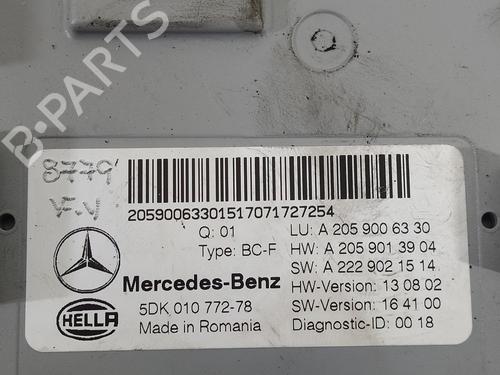 B-PARTS
8779
V.V
20590063301517071727254
Q: 01
Type: BC-F
LU: A 205 900 63 30
HW: A 205 901 39 04
SW: A 222 902 15 14
HW-Version: 13 08 02
SW-Version: 16 41 00
Diagnostic-ID: 00 18
Mercedes-Benz
HELLA
5DK 010 772-78
Made in Romania